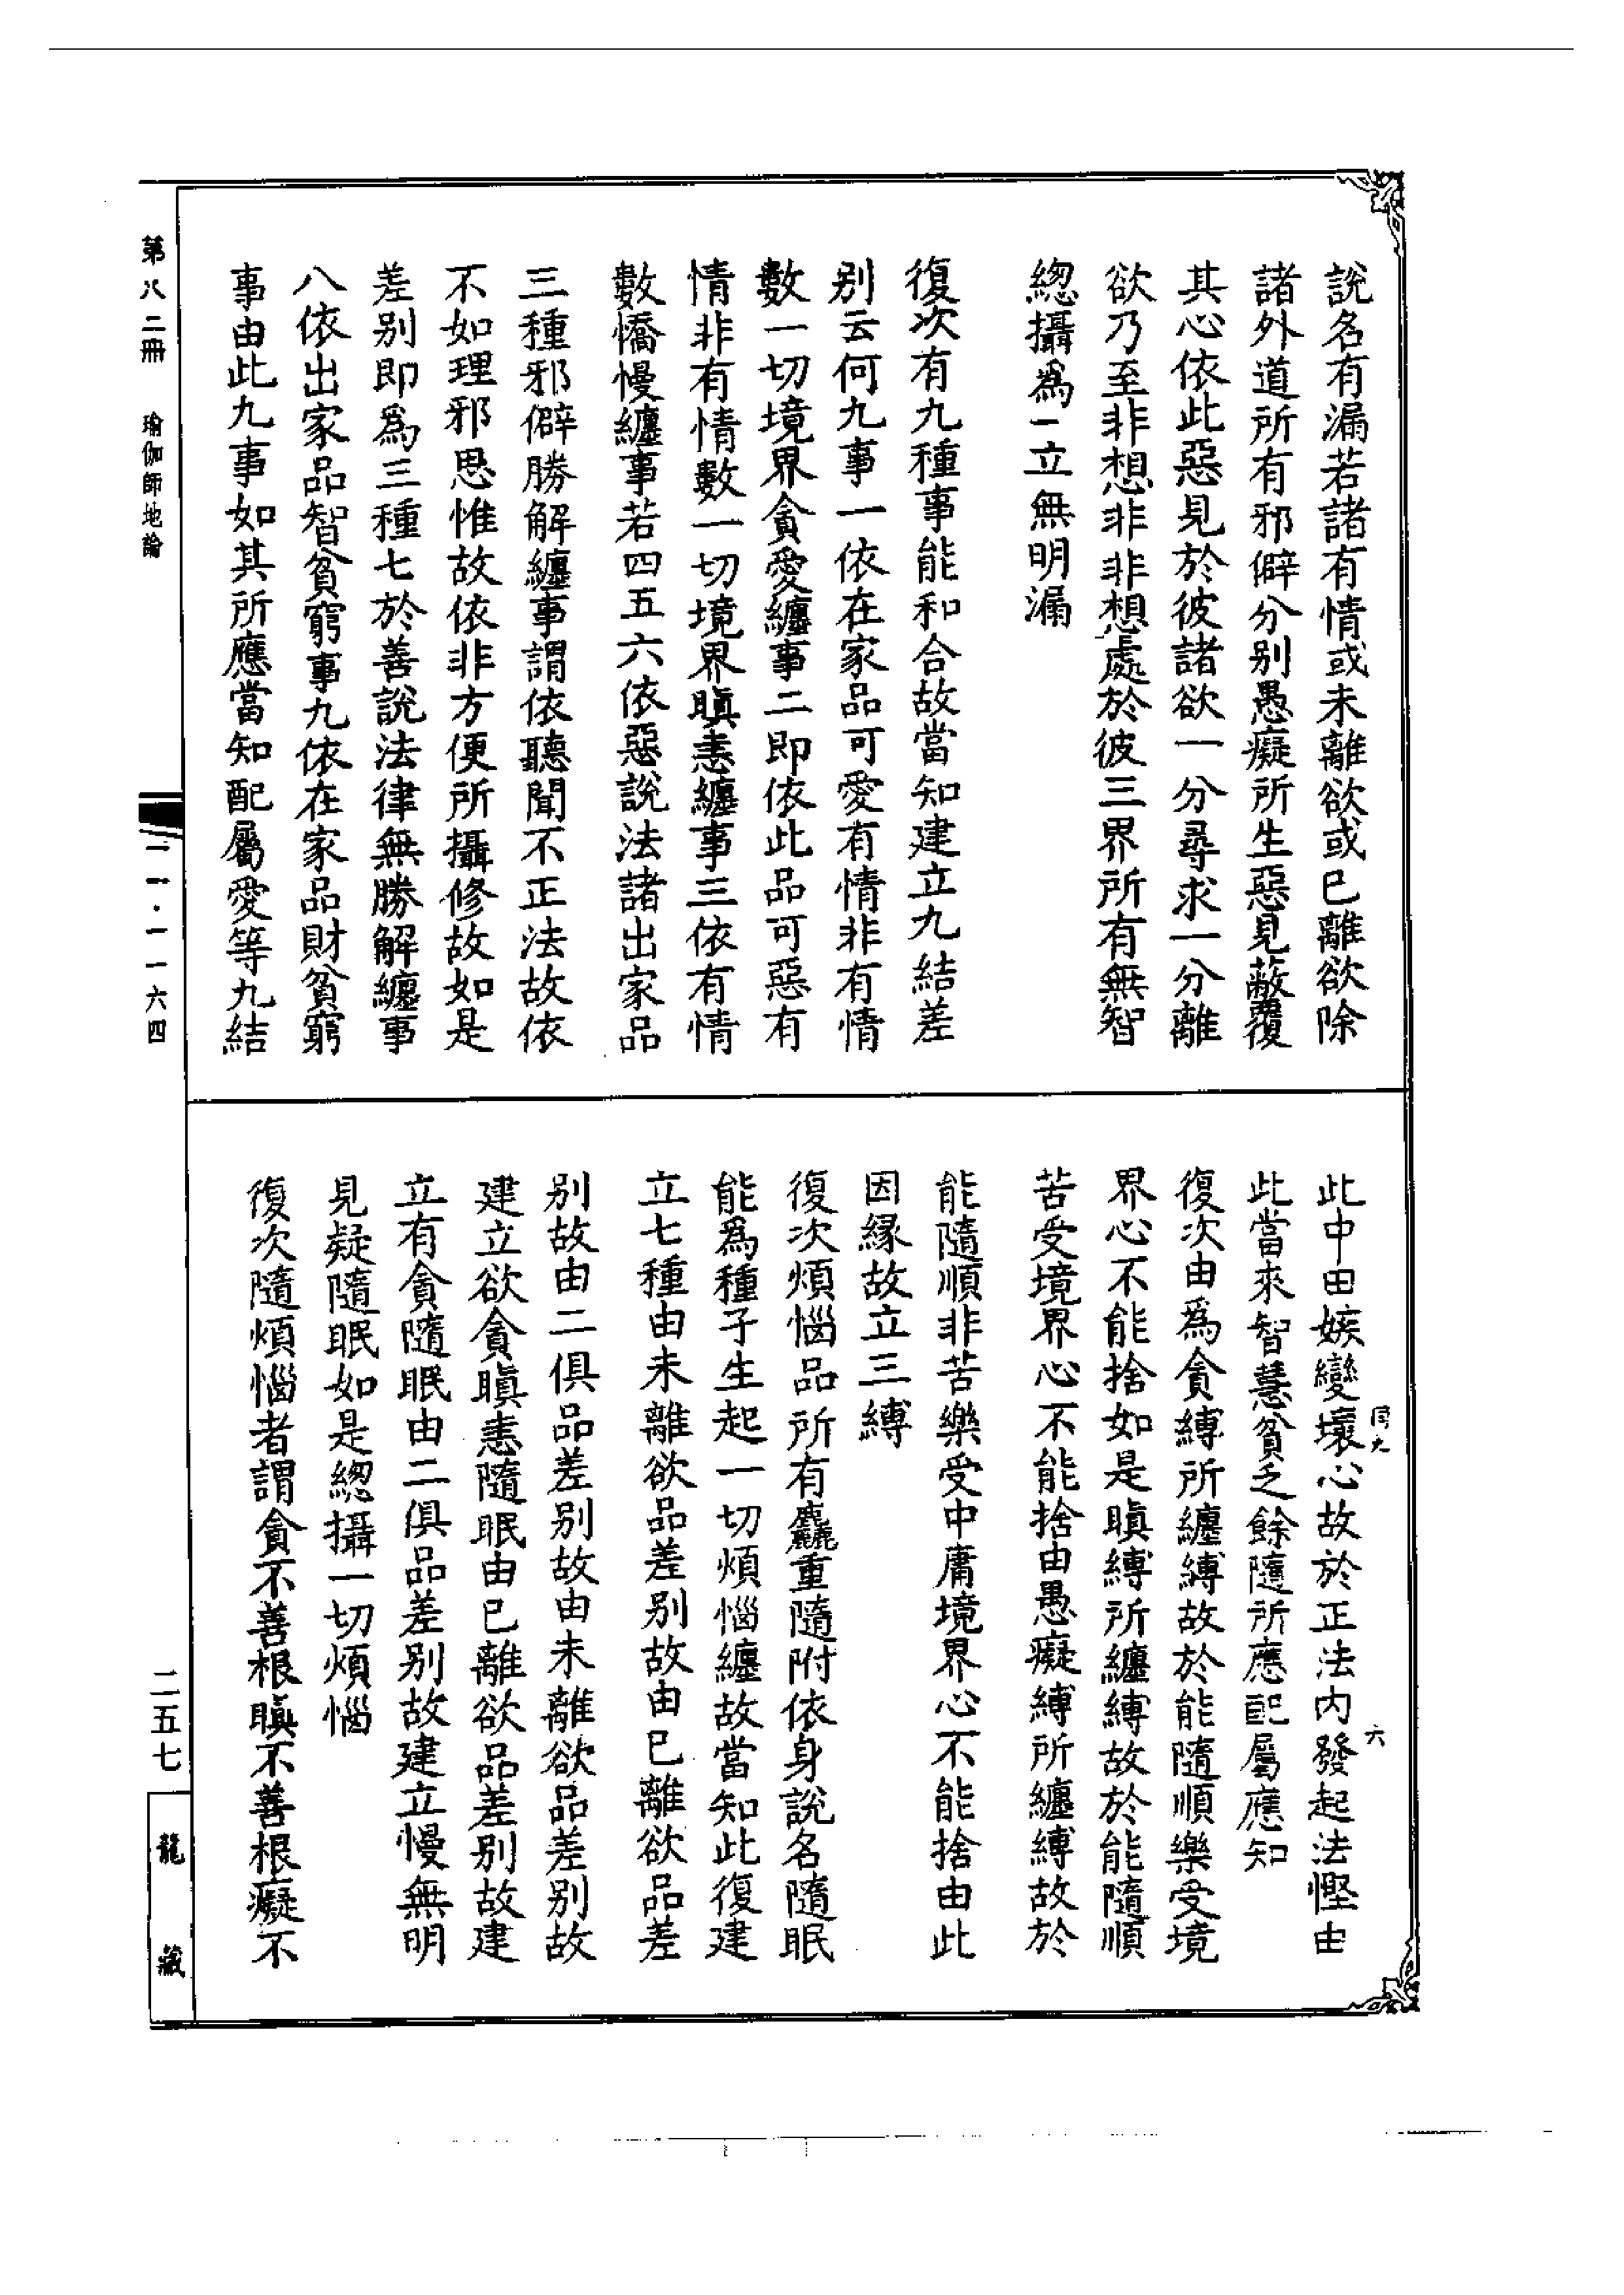 說名有漏若諸有情或未離欲或已離欲除
諸外道所有邪僻分别愚癡所生惡見蔽覆
其心依此惡見於彼諸欲一分尋求一分離
欲乃至非想非非想處於彼三界所有無智
緫攝爲一立無明漏
復次有九種事能和合故當知建立九結差
别云何九事一依在家品可愛有情非有情
數一切境界貪愛纏事二即依此品可惡有
情非有情數一切境界瞋恚纏事三依有情
數憍慢纏事若四五六依惡說法諸出家品
三種邪僻勝解纏事謂依聽聞不正法故依
不如理邪思惟故依非方便所攝修故如是
差别即爲三種七於善說法律無勝解纏事
八依出家品智貧窮事九依在家品財貧窮
事由此九事如其所應當知配屬愛等九結
此中由嫉變壞心故於正法内發起法慳由
此當來智慧貧乏餘隨所應配屬應知
復次由爲貪縛所纏縛故於能隨順樂受境
界心不能捨如是瞋縛所纏縛故於能隨順
苦受境界心不能捨由愚癡縛所纏縛故於
能隨順非苦樂受中庸境界心不能捨由此
因緣故立三縛
復次煩惱品所有麤重隨附依身說名隨眠
能爲種子生起一切煩惱纏故當知此復建
立七種由未離欲品差别故由已離欲品差
别故由二俱品差别故由未離欲品差别故
建立欲貪瞋恚隨眠由已離欲品差别故建
立有貪隨眠由二俱品差别故建立慢無明
見疑隨眠如是緫攝一切煩惱
復次隨煩惱者謂貪不善根瞋不善根癡不
六
第八二冊　瑜伽師地論
二一·一一六四
二五七
龍藏